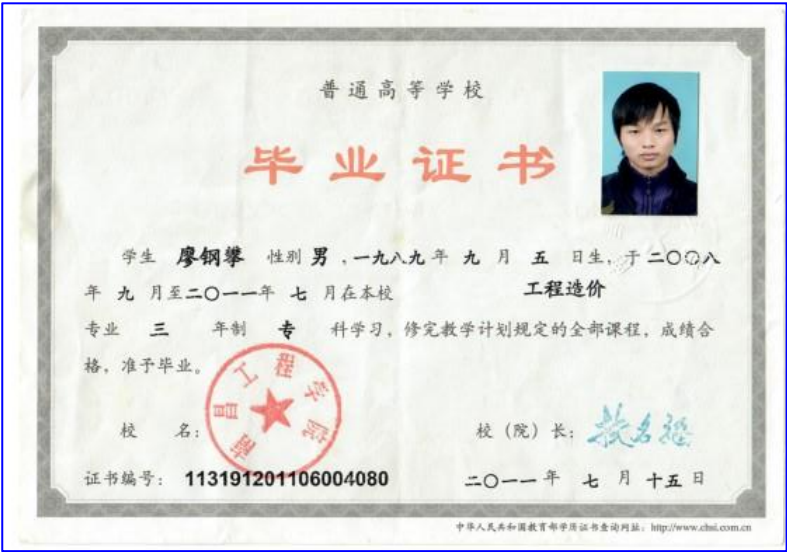 普通高等学校
毕业证书
学生 廖钢攀 性别 男，一九八九年 九 月 五 日生，于二〇〇八
年 九 月至二〇一一年 七 月在本校 工程造价
专业 三 年制 专 科学习，修完教学计划规定的全部课程，成绩合
格，准予毕业。
南昌工程学院
校 名：
校（院）长：
证书编号： 113191201106004080
二〇一一 年 七 月 十五 日
中华人民共和国教育部学历证书查询网址：http://www.chsi.com.cn